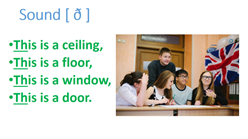 Sound [ ð ]
•This is a ceiling,
•This is a floor,
•This is a window,
•This is a door.